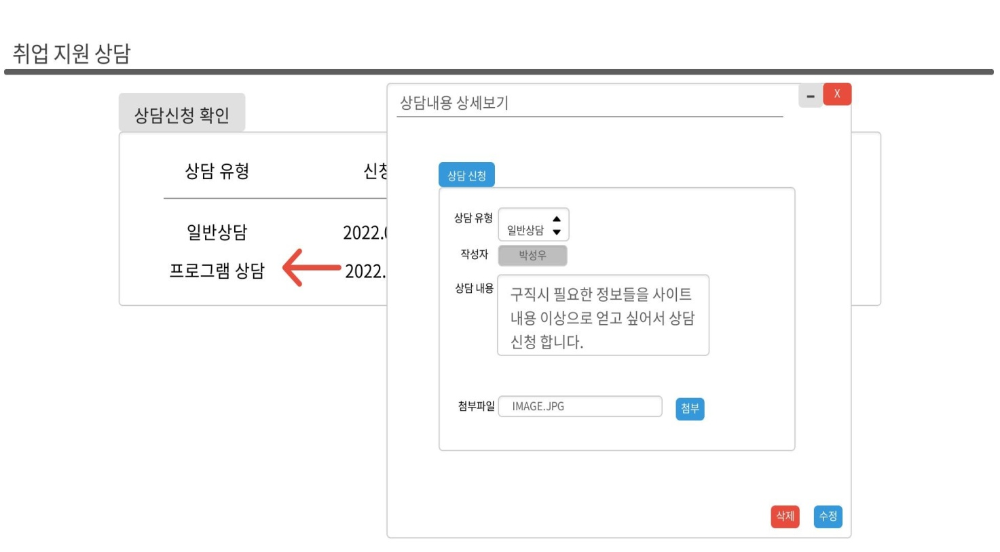 취업 지원 상담
상담신청 확인
상담 유형
일반상담
2022.
프로그램 상담
2022.
상담내용 상세보기
X
상담 신청
상담 유형
일반상담
작성자
박성우
상담 내용
구직시 필요한 정보들을 사이트
내용 이상으로 얻고 싶어서 상담
신청 합니다.
첨부파일
IMAGE.JPG
첨부
삭제
수정